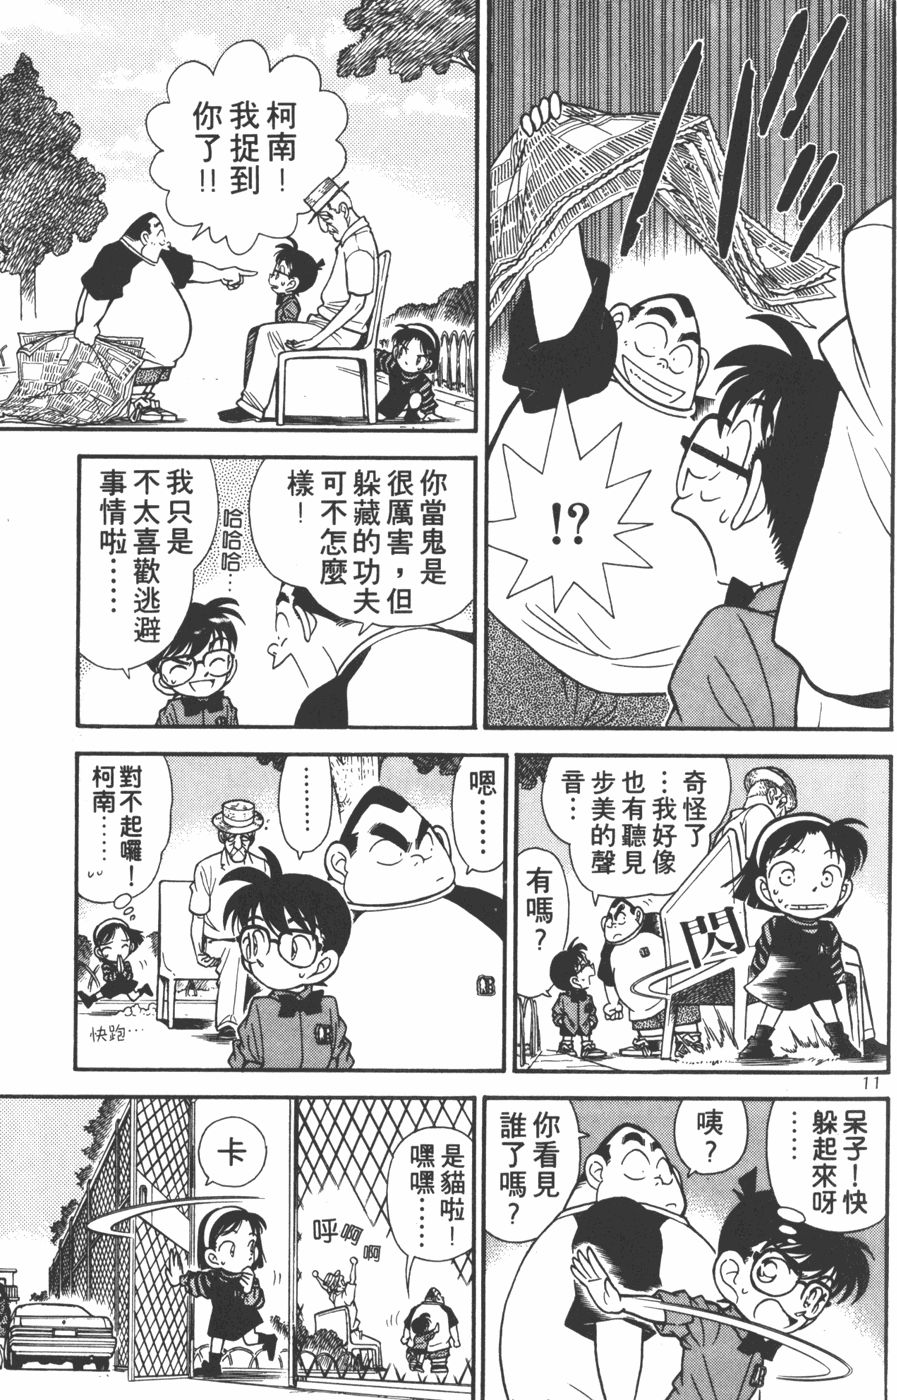 !?
柯南！
我捉到
你了!!
你當鬼是
很厲害，但
躲藏的功夫
可不怎麼
樣！
哈哈哈…
我只是
不太喜歡逃避
事情啦……
奇怪了
…我好像
也有聽見
步美的聲
音…
有嗎？
閃
嗯……
……
對不起囉！
柯南……
快跑…
11
呆子！快
躲起來呀
……
咦？
你看見
誰了嗎？
是貓啦！
嘿嘿……
呼啊啊
卡